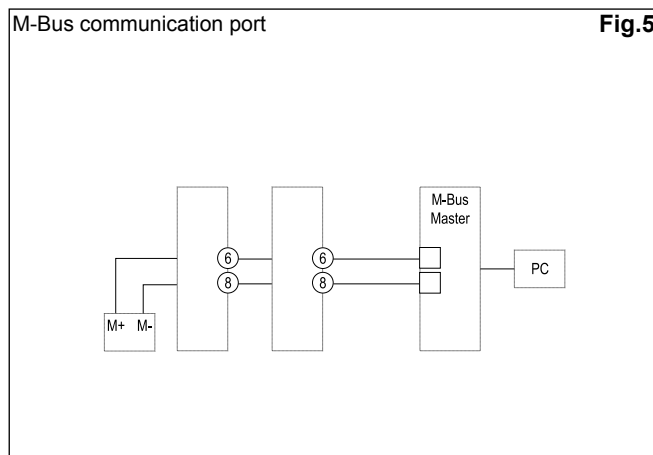 M-Bus communication port
Fig.5
M-Bus
Master
6
6
8
8
PC
M+ M-